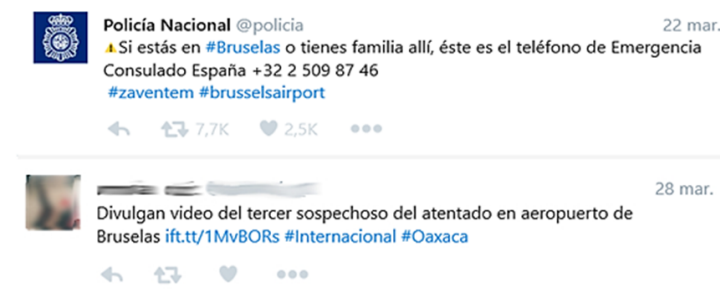 Policía Nacional @policia 22 mar.
⚠Si estás en #Bruselas o tienes familia allí, éste es el teléfono de Emergencia
Consulado España +32 2 509 87 46
#zaventem #brusselsairport
7,7K 2,5K
28 mar.
Divulgan video del tercer sospechoso del atentado en aeropuerto de
Bruselas ift.tt/1MvBORs #Internacional #Oaxaca